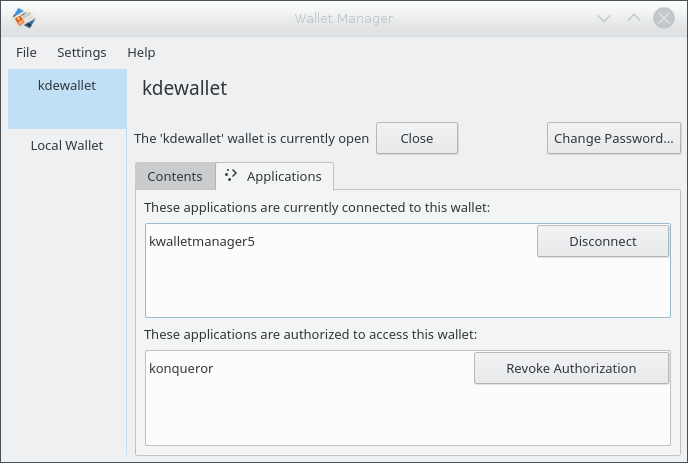 Wallet Manager
File Settings Help
kdewallet
Local Wallet
kdewallet
The 'kdewallet' wallet is currently open Close Change Password...
Contents Applications
These applications are currently connected to this wallet:
kwalletmanager5 Disconnect
These applications are authorized to access this wallet:
konqueror Revoke Authorization